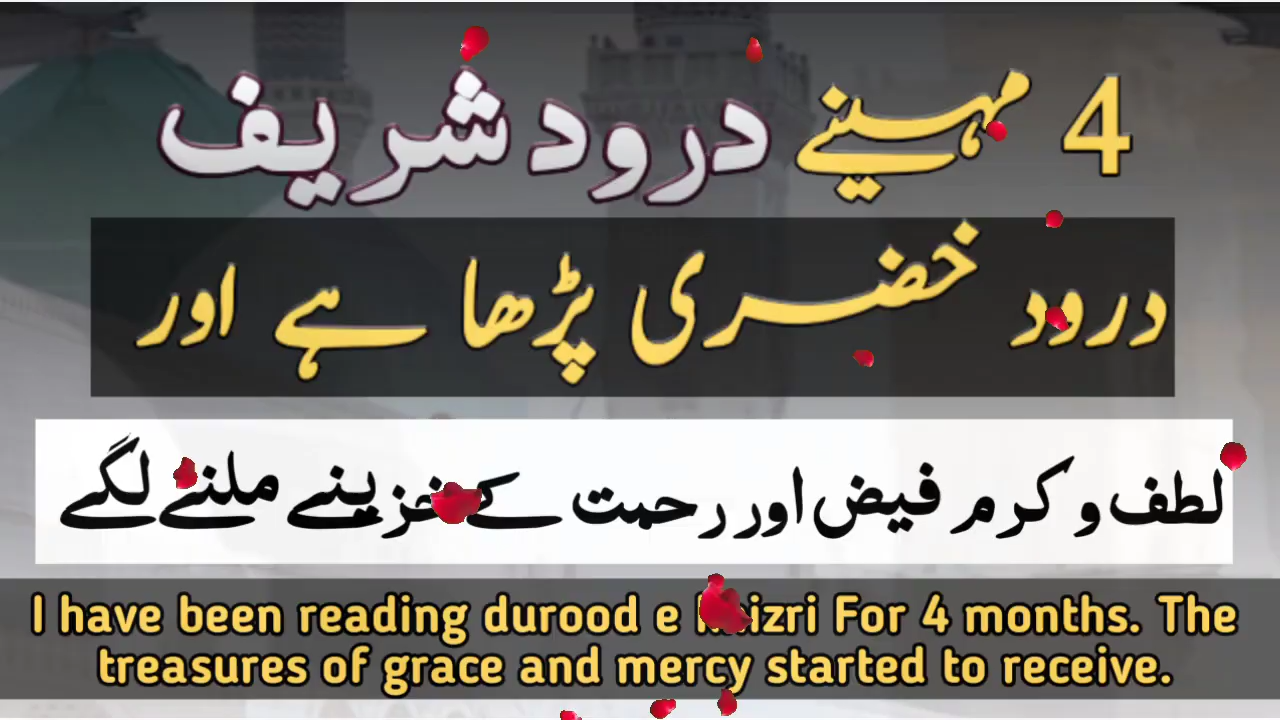 4 مہینے درود شریف
درود خضری پڑھا ہے اور
لطف و کرم فیض اور رحمت کے خزینے ملنے لگے
I have been reading durood e khizri For 4 months. The
treasures of grace and mercy started to receive.